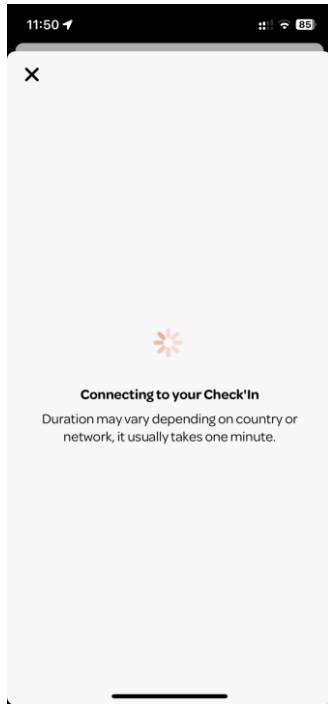 11:50
85
Connecting to your Check'In
Duration may vary depending on country or
network, it usually takes one minute.